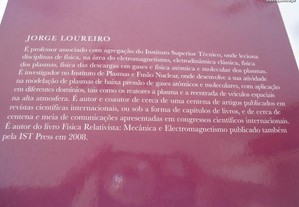 JORGE LOUREIRO
É professor associado com agregação do Instituto Superior Técnico, onde leciona
disciplinas de física, na área do eletromagnetismo, eletrodinâmica clássica, física
dos plasmas, física das descargas em gases e física atómica e molecular dos plasmas.
É investigador no Instituto de Plasmas e Fusão Nuclear, onde desenvolve a sua atividade
na modelação de plasmas de baixa pressão de gases atómicos e moleculares, com aplicação
em diferentes domínios, tais como os reatores a plasma e a reentrada de veículos espaciais
na alta atmosfera. É autor e coautor de cerca de uma centena de artigos publicados em
revistas científicas internacionais, ou sob a forma de capítulos de livros, e de cerca de
centena e meia de comunicações apresentadas em congressos científicos internacionais.
É autor do livro Física Relativista: Mecânica e Electromagnetismo publicado também
pela IST Press em 2008.